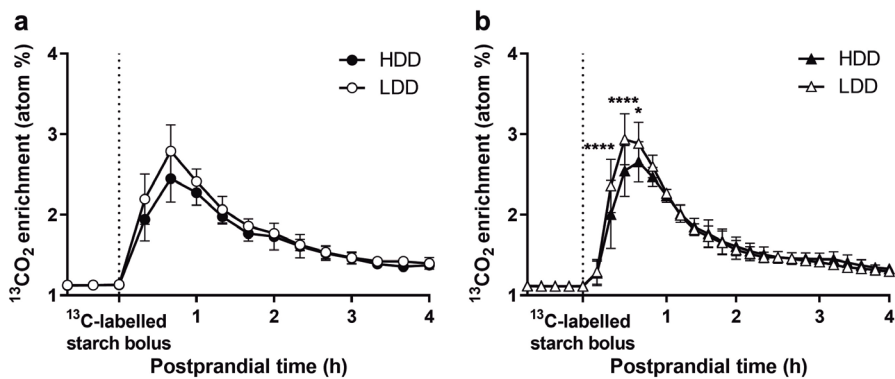 a
¹³CO₂ enrichment (atom %)
4
3
2
1
HDD
LDD
¹³C-labelled
starch bolus
1
2
3
4
Postprandial time (h)
b
¹³CO₂ enrichment (atom %)
4
3
2
1
HDD
LDD
****
*
****
¹³C-labelled
starch bolus
1
2
3
4
Postprandial time (h)